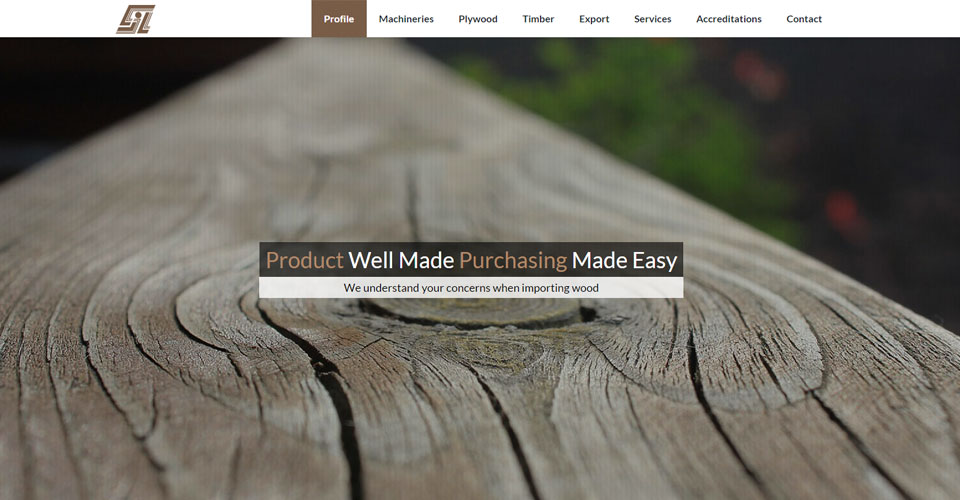 Profile Machineries Plywood Timber Export Services Accreditations Contact
Product Well Made Purchasing Made Easy
We understand your concerns when importing wood